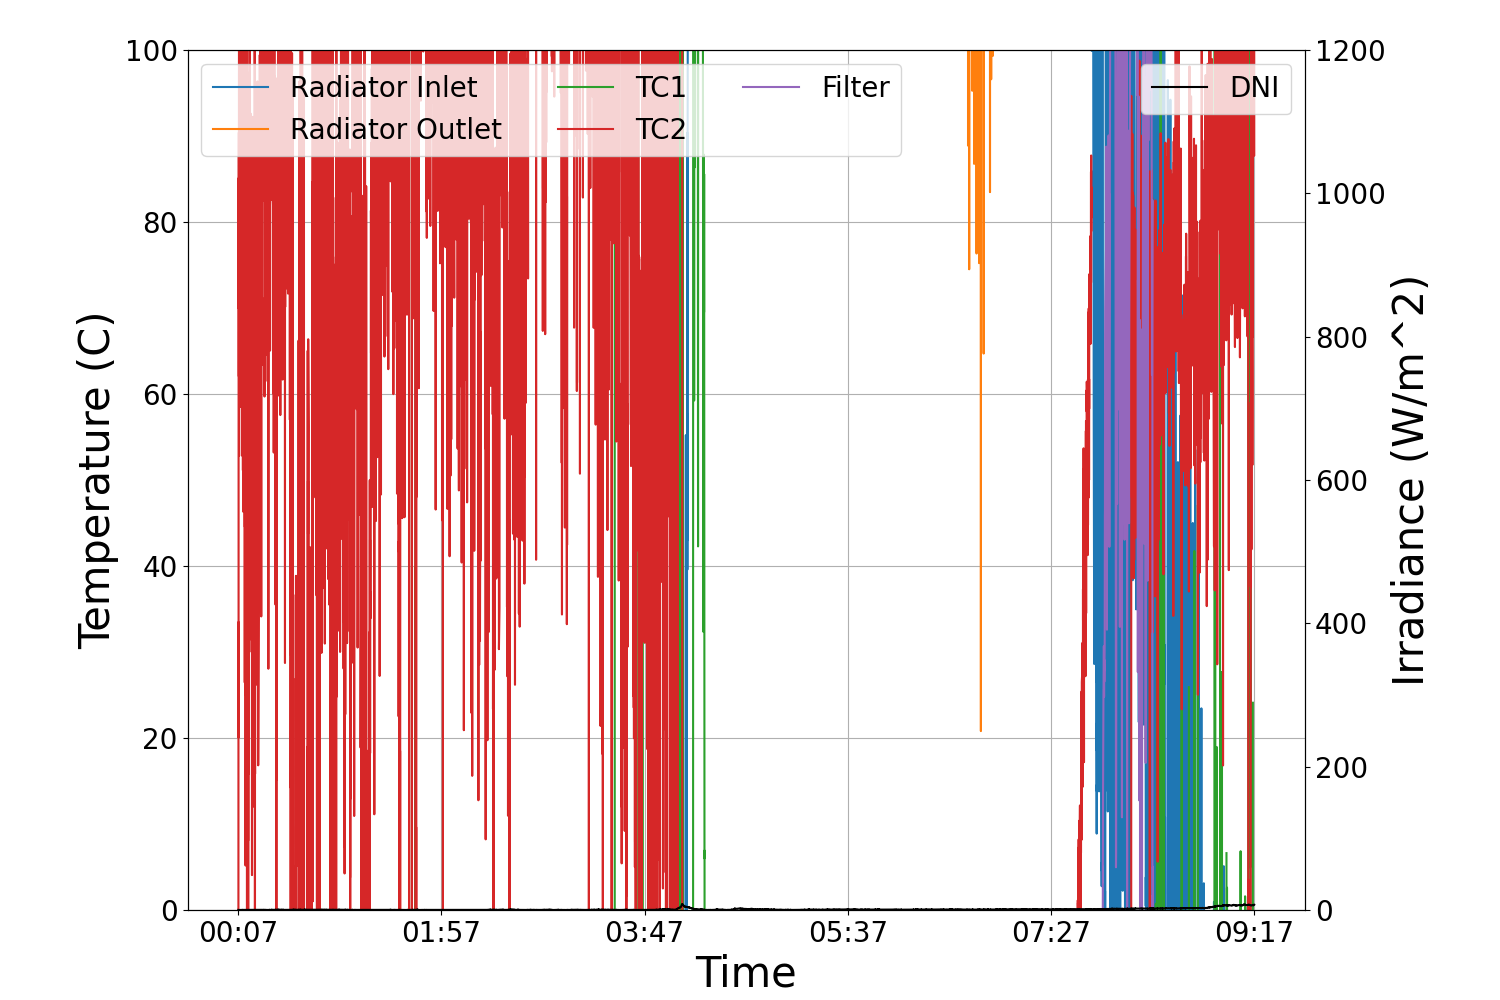 100
80
60
40
20
0
Temperature (C)
Radiator Inlet
Radiator Outlet
TC1
TC2
Filter
DNI
1200
1000
800
600
400
200
0
Irradiance (W/m^2)
00:07
01:57
03:47
05:37
07:27
09:17
Time